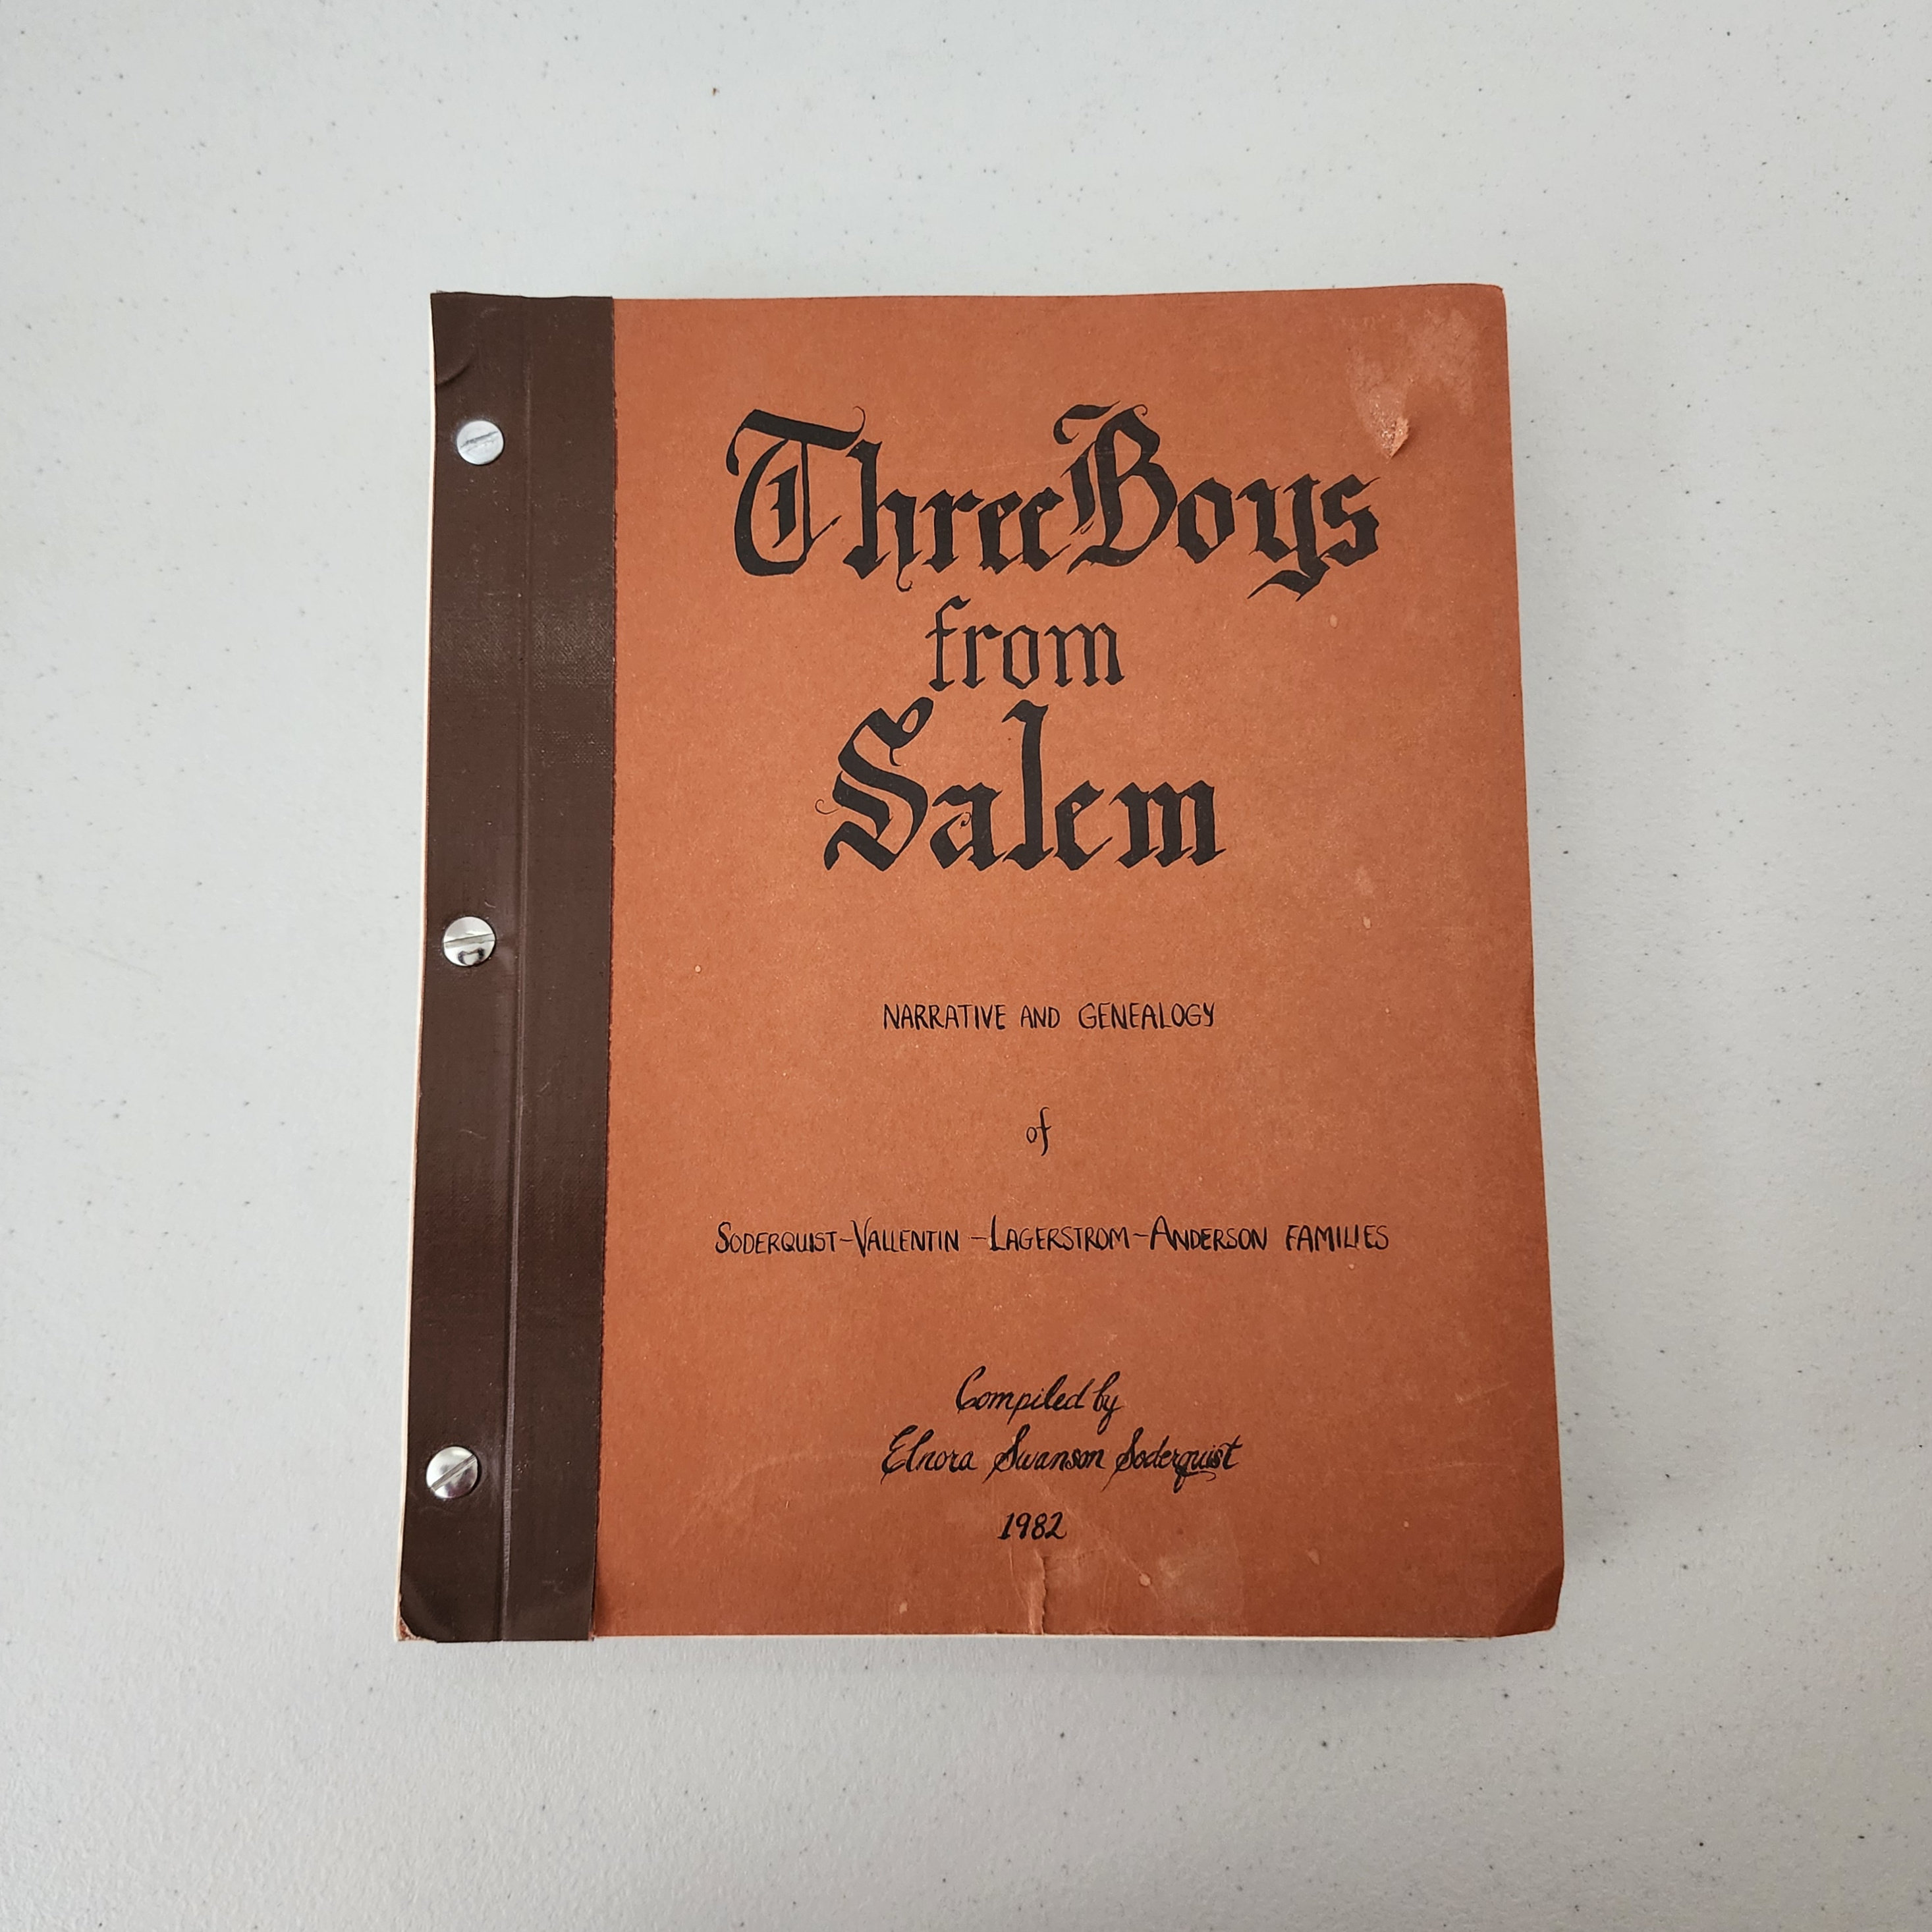 Three Boys
from
Salem
NARRATIVE AND GENEALOGY
of
SODERQUIST-VALLENTIN-LAGERSTROM-ANDERSON FAMILIES
Compiled by
Elnora Swanson Soderquist
1982